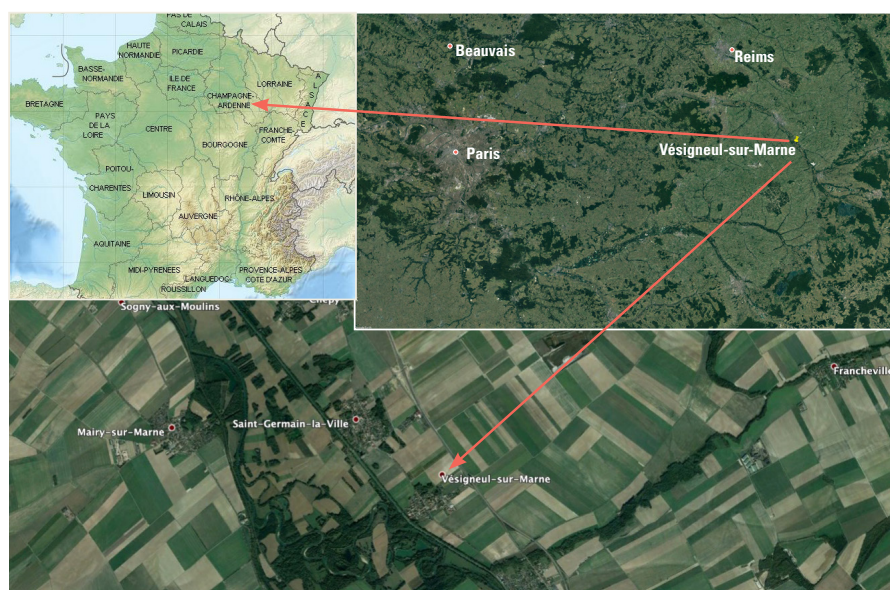 PAS DE
CALAIS
HAUTE
NORMANDIE
PICARDIE
BASSE-
NORMANDIE
ILE DE
FRANCE
CHAMPAGNE-
ARDENNE
LORRAINE
ALSACE
BRETAGNE
PAYS
DE LA
LOIRE
CENTRE
BOURGOGNE
FRANCHE-
COMTE
POITOU-
CHARENTES
LIMOUSIN
AUVERGNE
RHÔNE-ALPES
AQUITAINE
MIDI-PYRENEES
LANGUEDOC-
ROUSSILLON
PROVENCE-ALPES
COTE D'AZUR
Beauvais
Reims
Paris
Vésigneul-sur-Marne
Sogny-aux-Moulins
Chepy
Francheville
Mairy-sur-Marne
Saint-Germain-la-Ville
Vésigneul-sur-Marne